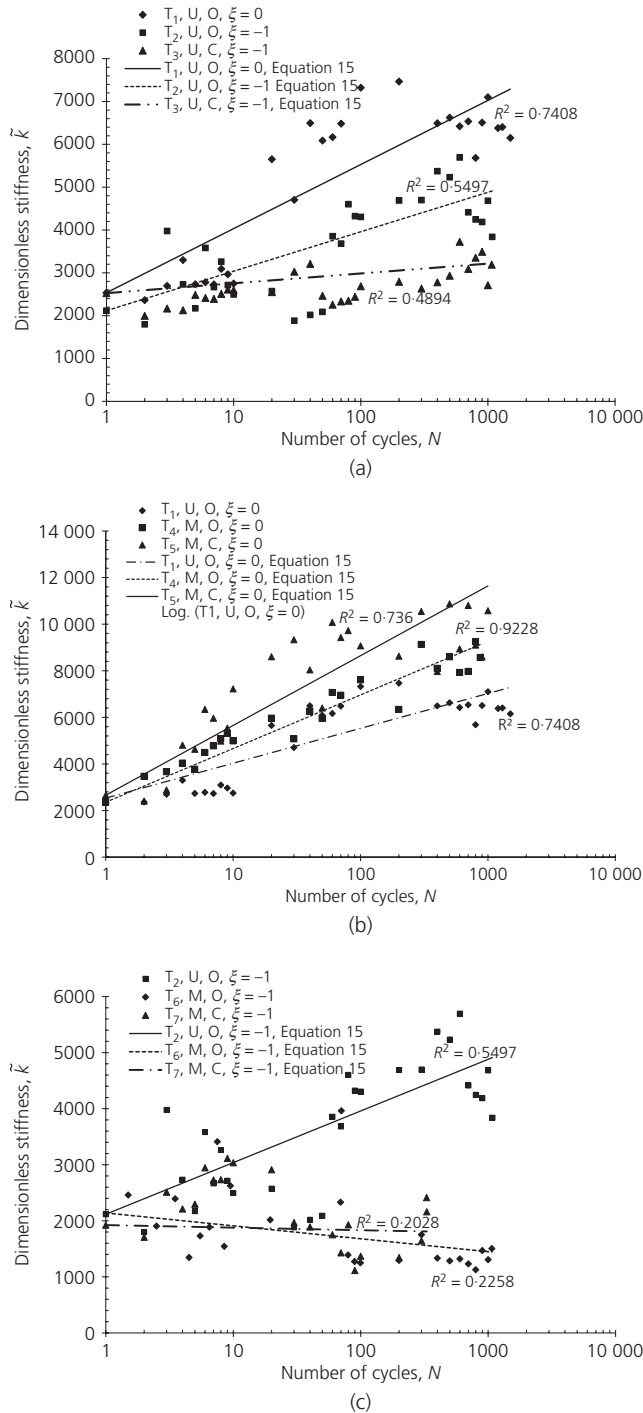 T₁, U, O, ξ = 0
T₂, U, O, ξ = −1
T₃, U, C, ξ = −1
T₁, U, O, ξ = 0, Equation 15
T₂, U, O, ξ = −1 Equation 15
T₃, U, C, ξ = −1, Equation 15
8000
7000
6000
5000
4000
3000
2000
1000
0
Dimensionless stiffness, k̃
R² = 0·7408
R² = 0·5497
R² = 0·4894
1 10 100 1000 10 000
Number of cycles, N
(a)
T₁, U, O, ξ = 0
T₄, M, O, ξ = 0
T₅, M, C, ξ = 0
T₁, U, O, ξ = 0, Equation 15
T₄, M, O, ξ = 0, Equation 15
T₅, M, C, ξ = 0, Equation 15
Log. (T1, U, O, ξ = 0)
14 000
12 000
10 000
8000
6000
4000
2000
0
Dimensionless stiffness, k̃
R² = 0·736
R² = 0·9228
R² = 0·7408
1 10 100 1000 10 000
Number of cycles, N
(b)
T₂, U, O, ξ = −1
T₆, M, O, ξ = −1
T₇, M, C, ξ = −1
T₂, U, O, ξ = −1, Equation 15
T₆, M, O, ξ = −1, Equation 15
T₇, M, C, ξ = −1, Equation 15
6000
5000
4000
3000
2000
1000
0
Dimensionless stiffness, k̃
R² = 0·5497
R² = 0·2028
R² = 0·2258
1 10 100 1000 10 000
Number of cycles, N
(c)